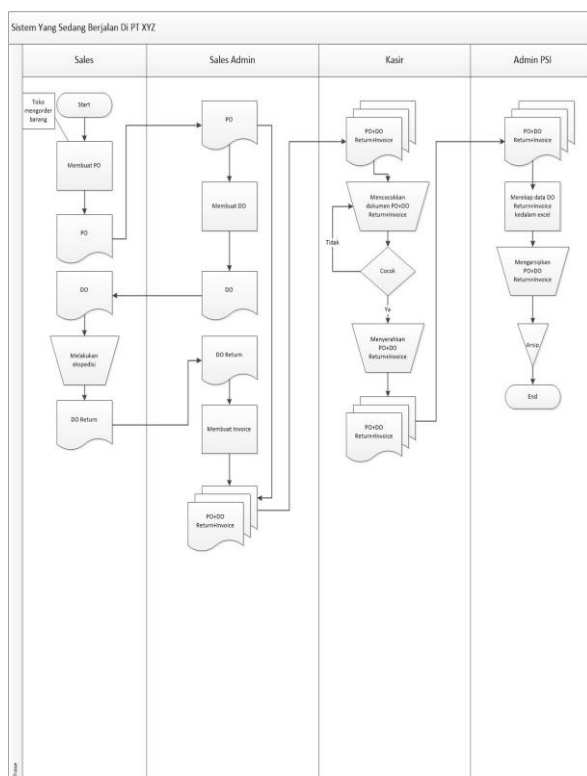 Sistem Yang Sedang Berjalan Di PT XYZ
Sales
Sales Admin
Kasir
Admin PSI
Toko
mengorder
barang
Start
Membuat PO
PO
DO
Melakukan
ekspedisi
DO Return
PO
Membuat DO
DO
DO Return
Membuat Invoice
PO+DO
Return+Invoice
PO+DO
Return+Invoice
Mencocokkan
dokumen PO+DO
Return+Invoice
Tidak
Cocok
Ya
Menyerahkan
PO+DO
Return+Invoice
PO+DO
Return+Invoice
PO+DO
Return+Invoice
Merekap data DO
Return+Invoice
kedalam excel
Mengarsipkan
PO+DO
Return+Invoice
Arsip
End